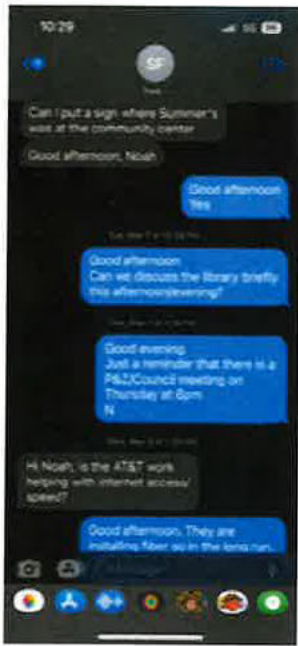 10:29
SF
Can I put a sign where Summer's
was at the community center
Good afternoon, Noah
Good afternoon
Yes
Good afternoon
Can we discuss the library briefly
this afternoon/evening?
Good evening.
Just a reminder that there is a
P&Z/Council meeting on
Thursday at 6pm
N
Hi Noah, is the AT&T work
helping with internet access/
speed?
Good afternoon. They are
installing fiber so in the long run,